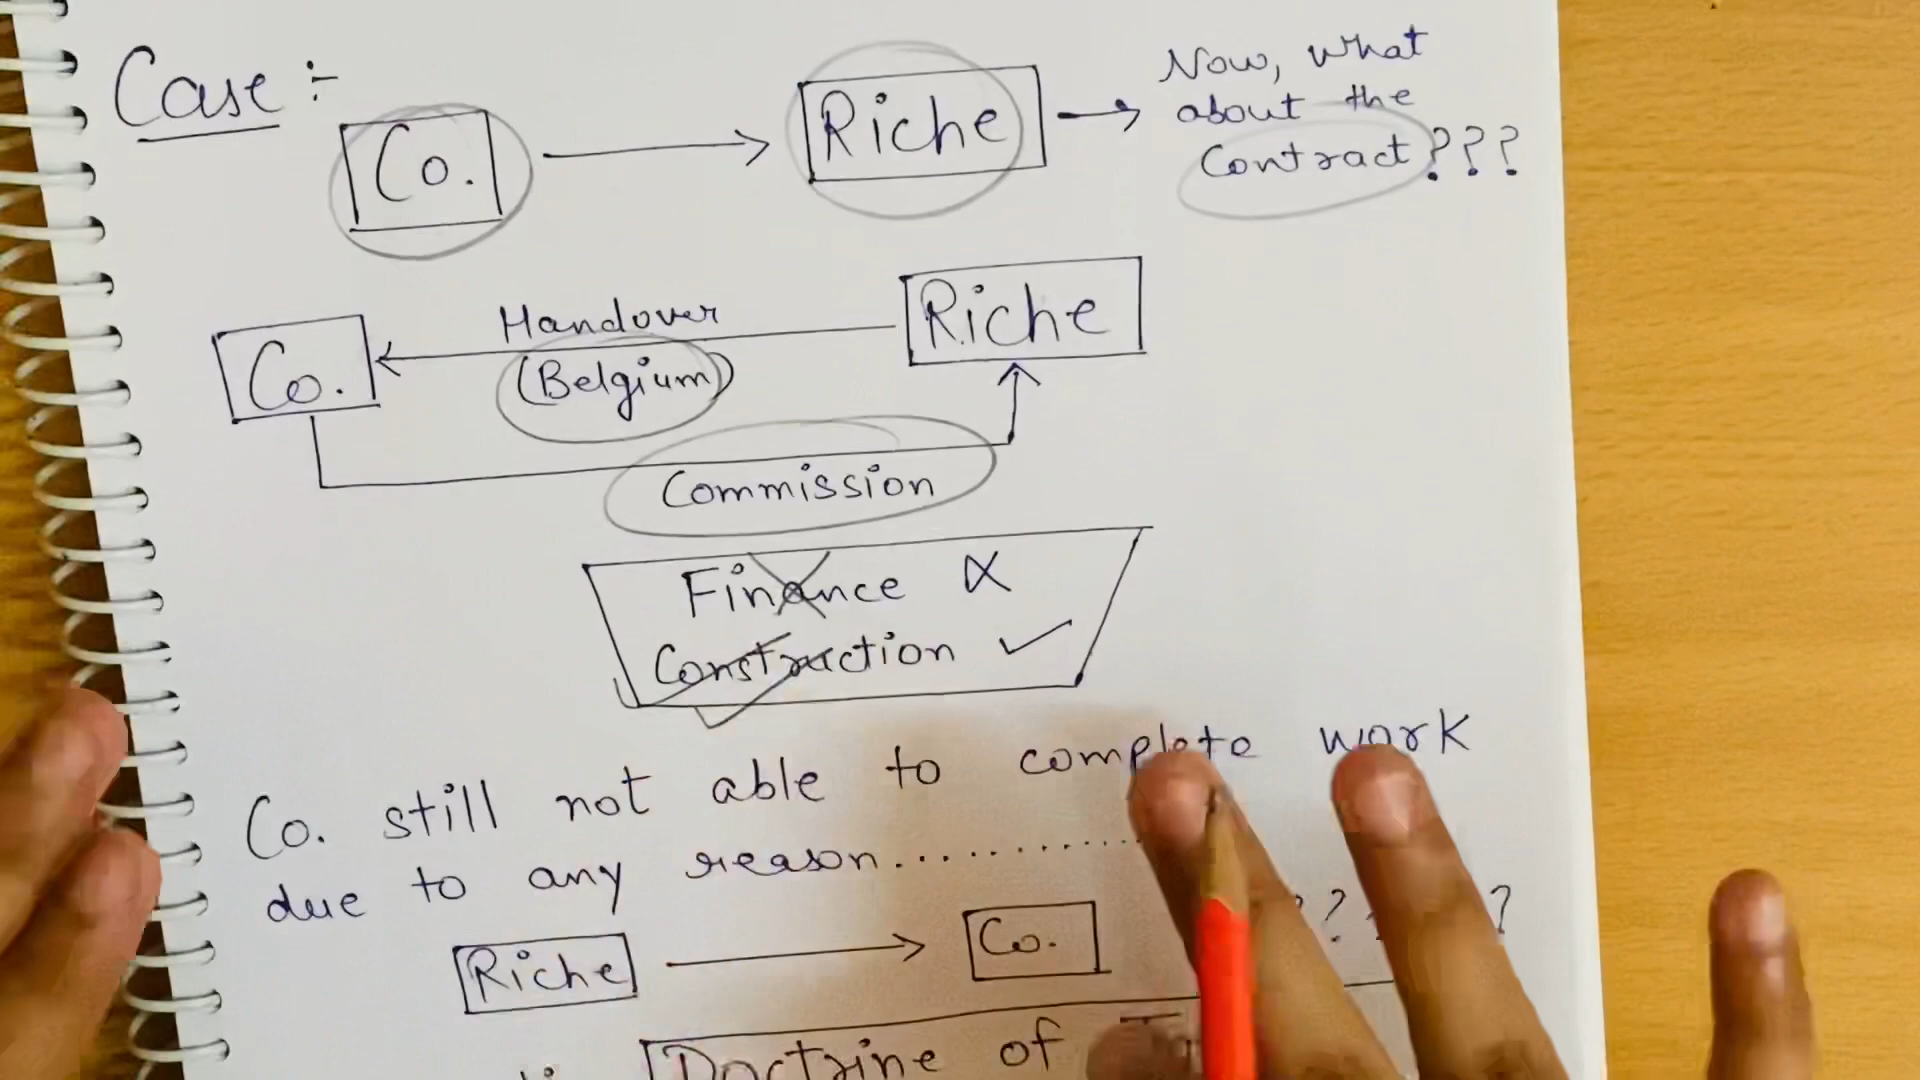 Case :-
Co. → Riche → Now, what
about the
Contract???
Handover
Co. ← Riche
(Belgium)
Commission
Finance X
Construction ✓
Co. still not able to complete work
due to any reason...........
Riche → Co. ???
Doctrine of